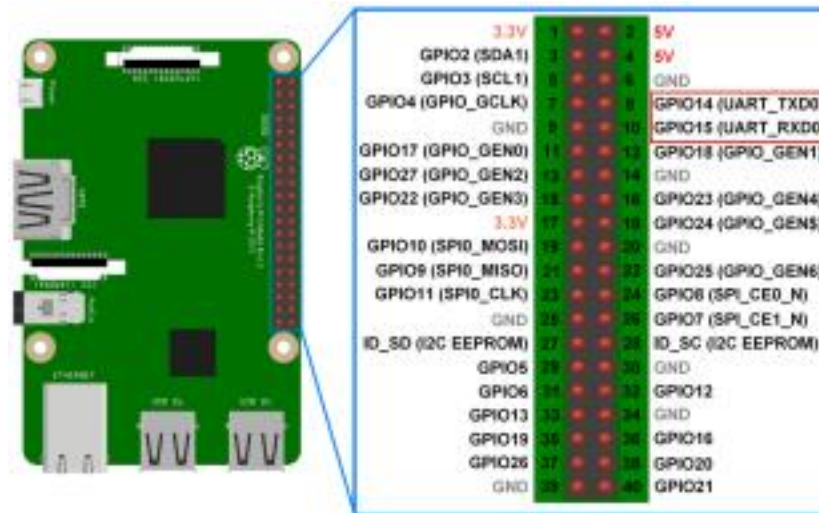 3.3V 1 2 5V
GPIO2 (SDA1) 3 4 5V
GPIO3 (SCL1) 5 6 GND
GPIO4 (GPIO_GCLK) 7 8 GPIO14 (UART_TXD0
GND 9 10 GPIO15 (UART_RXD0
GPIO17 (GPIO_GEN0) 11 12 GPIO18 (GPIO_GEN1)
GPIO27 (GPIO_GEN2) 13 14 GND
GPIO22 (GPIO_GEN3) 15 16 GPIO23 (GPIO_GEN4)
3.3V 17 18 GPIO24 (GPIO_GEN5)
GPIO10 (SPI0_MOSI) 19 20 GND
GPIO9 (SPI0_MISO) 21 22 GPIO25 (GPIO_GEN6)
GPIO11 (SPI0_CLK) 23 24 GPIO8 (SPI_CE0_N)
GND 25 26 GPIO7 (SPI_CE1_N)
ID_SD (I2C EEPROM) 27 28 ID_SC (I2C EEPROM)
GPIO5 29 30 GND
GPIO6 31 32 GPIO12
GPIO13 33 34 GND
GPIO19 35 36 GPIO16
GPIO26 37 38 GPIO20
GND 39 40 GPIO21
ETHERNET